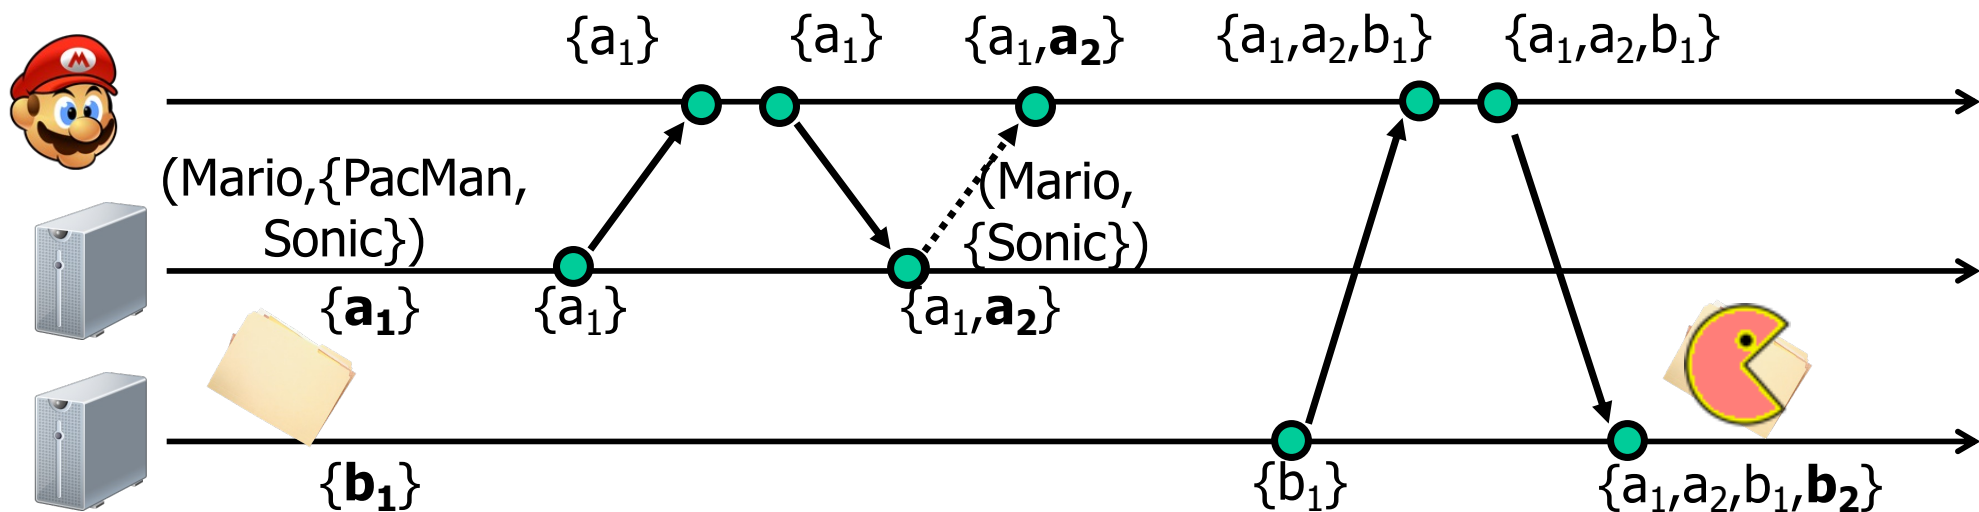 {a₁} {a₁} {a₁,a₂} {a₁,a₂,b₁} {a₁,a₂,b₁}
(Mario,{PacMan,
Sonic})
(Mario,
{Sonic})
{a₁} {a₁} {a₁,a₂}
{b₁} {b₁} {a₁,a₂,b₁,b₂}